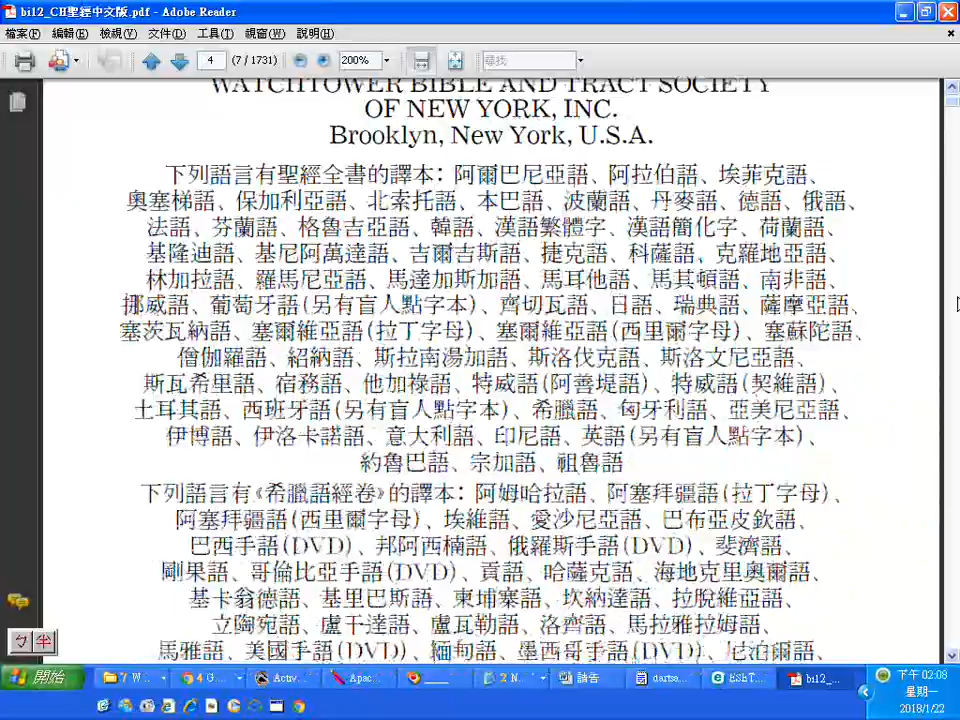 bi12_CH聖經中文版.pdf - Adobe Reader
檔案(F) 編輯(E) 檢視(V) 文件(D) 工具(T) 視窗(W) 說明(H)
4 (7 / 1731) 200% 尋找
WATCHTOWER BIBLE AND TRACT SOCIETY
OF NEW YORK, INC.
Brooklyn, New York, U.S.A.
下列語言有聖經全書的譯本：阿爾巴尼亞語、阿拉伯語、埃菲克語、
奧塞梯語、保加利亞語、北索托語、本巴語、波蘭語、丹麥語、德語、俄語、
法語、芬蘭語、格魯吉亞語、韓語、漢語繁體字、漢語簡化字、荷蘭語、
基隆迪語、基尼阿萬達語、吉爾吉斯語、捷克語、科薩語、克羅地亞語、
林加拉語、羅馬尼亞語、馬達加斯加語、馬耳他語、馬其頓語、南非語、
挪威語、葡萄牙語(另有盲人點字本)、齊切瓦語、日語、瑞典語、薩摩亞語、
塞茨瓦納語、塞爾維亞語(拉丁字母)、塞爾維亞語(西里爾字母)、塞蘇陀語、
僧伽羅語、紹納語、斯拉南湯加語、斯洛伐克語、斯洛文尼亞語、
斯瓦希里語、宿務語、他加祿語、特威語(阿善堤語)、特威語(契維語)、
土耳其語、西班牙語(另有盲人點字本)、希臘語、匈牙利語、亞美尼亞語、
伊博語、伊洛卡諾語、意大利語、印尼語、英語(另有盲人點字本)、
約魯巴語、宗加語、祖魯語
下列語言有《希臘語經卷》的譯本：阿姆哈拉語、阿塞拜疆語(拉丁字母)、
阿塞拜疆語(西里爾字母)、埃維語、愛沙尼亞語、巴布亞皮欽語、
巴西手語(DVD)、邦阿西楠語、俄羅斯手語(DVD)、斐濟語、
剛果語、哥倫比亞手語(DVD)、貢語、哈薩克語、海地克里奧爾語、
基卡翁德語、基里巴斯語、柬埔寨語、坎納達語、拉脫維亞語、
立陶宛語、盧干達語、盧瓦勒語、洛齊語、馬拉雅拉姆語、
馬雅語、美國手語(DVD)、緬甸語、墨西哥手語(DVD)、尼泊爾語、
ㄅ 半
開始 7 W... 4 G... Activ... Apac... ____ 2 N... 禱告 dartsa... EShT... bi12_...
下午 02:08
星期一
2018/1/22